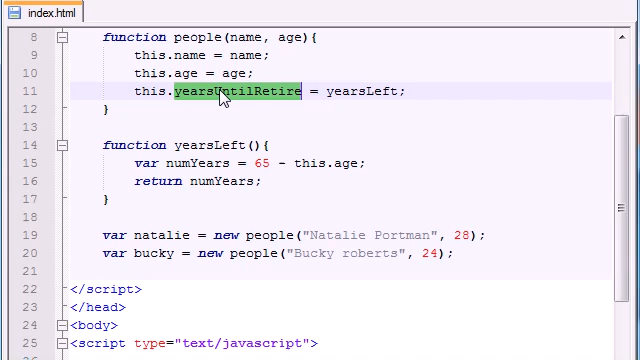 index.html
8 function people(name, age){
9 this.name = name;
10 this.age = age;
11 this.yearsUntilRetire = yearsLeft;
12 }
13
14 function yearsLeft(){
15 var numYears = 65 - this.age;
16 return numYears;
17 }
18
19 var natalie = new people("Natalie Portman", 28);
20 var bucky = new people("Bucky roberts", 24);
21
22 </script>
23 </head>
24 <body>
25 <script type="text/javascript">